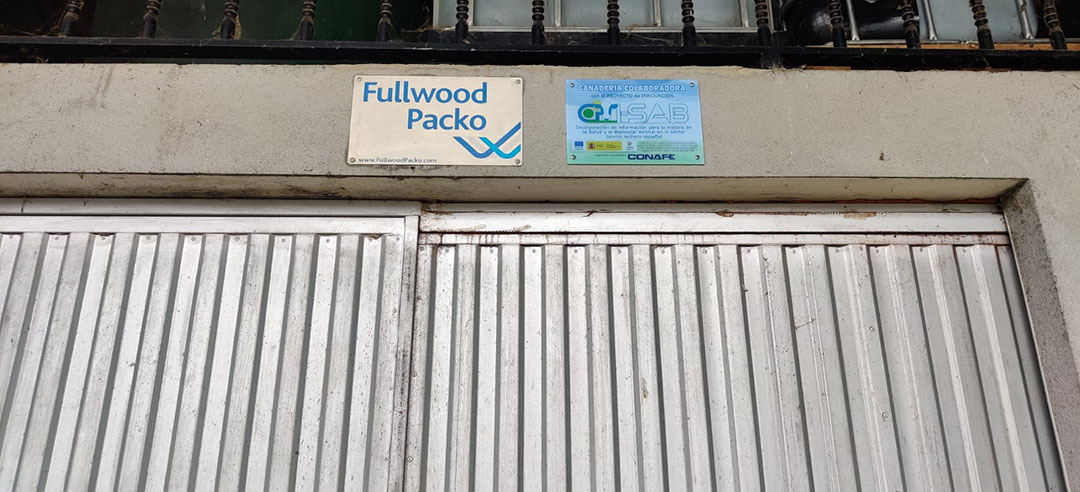 Fullwood
Packo
www.FullwoodPacko.com
GANADERÍA COLABORADORA
con el PROYECTO de INNOVACIÓN
I-SAB
Incorporación de información para la mejora de
la Salud y el Bienestar Animal en el sector
bovino lechero español
CONAFE